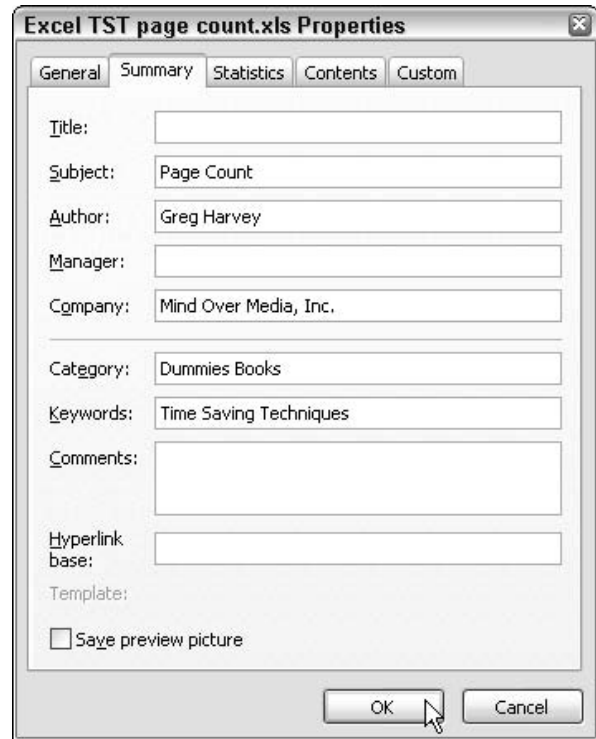 Excel TST page count.xls Properties
General Summary Statistics Contents Custom
Title:
Subject: Page Count
Author: Greg Harvey
Manager:
Company: Mind Over Media, Inc.
Category: Dummies Books
Keywords: Time Saving Techniques
Comments:
Hyperlink
base:
Template:
Save preview picture
OK Cancel